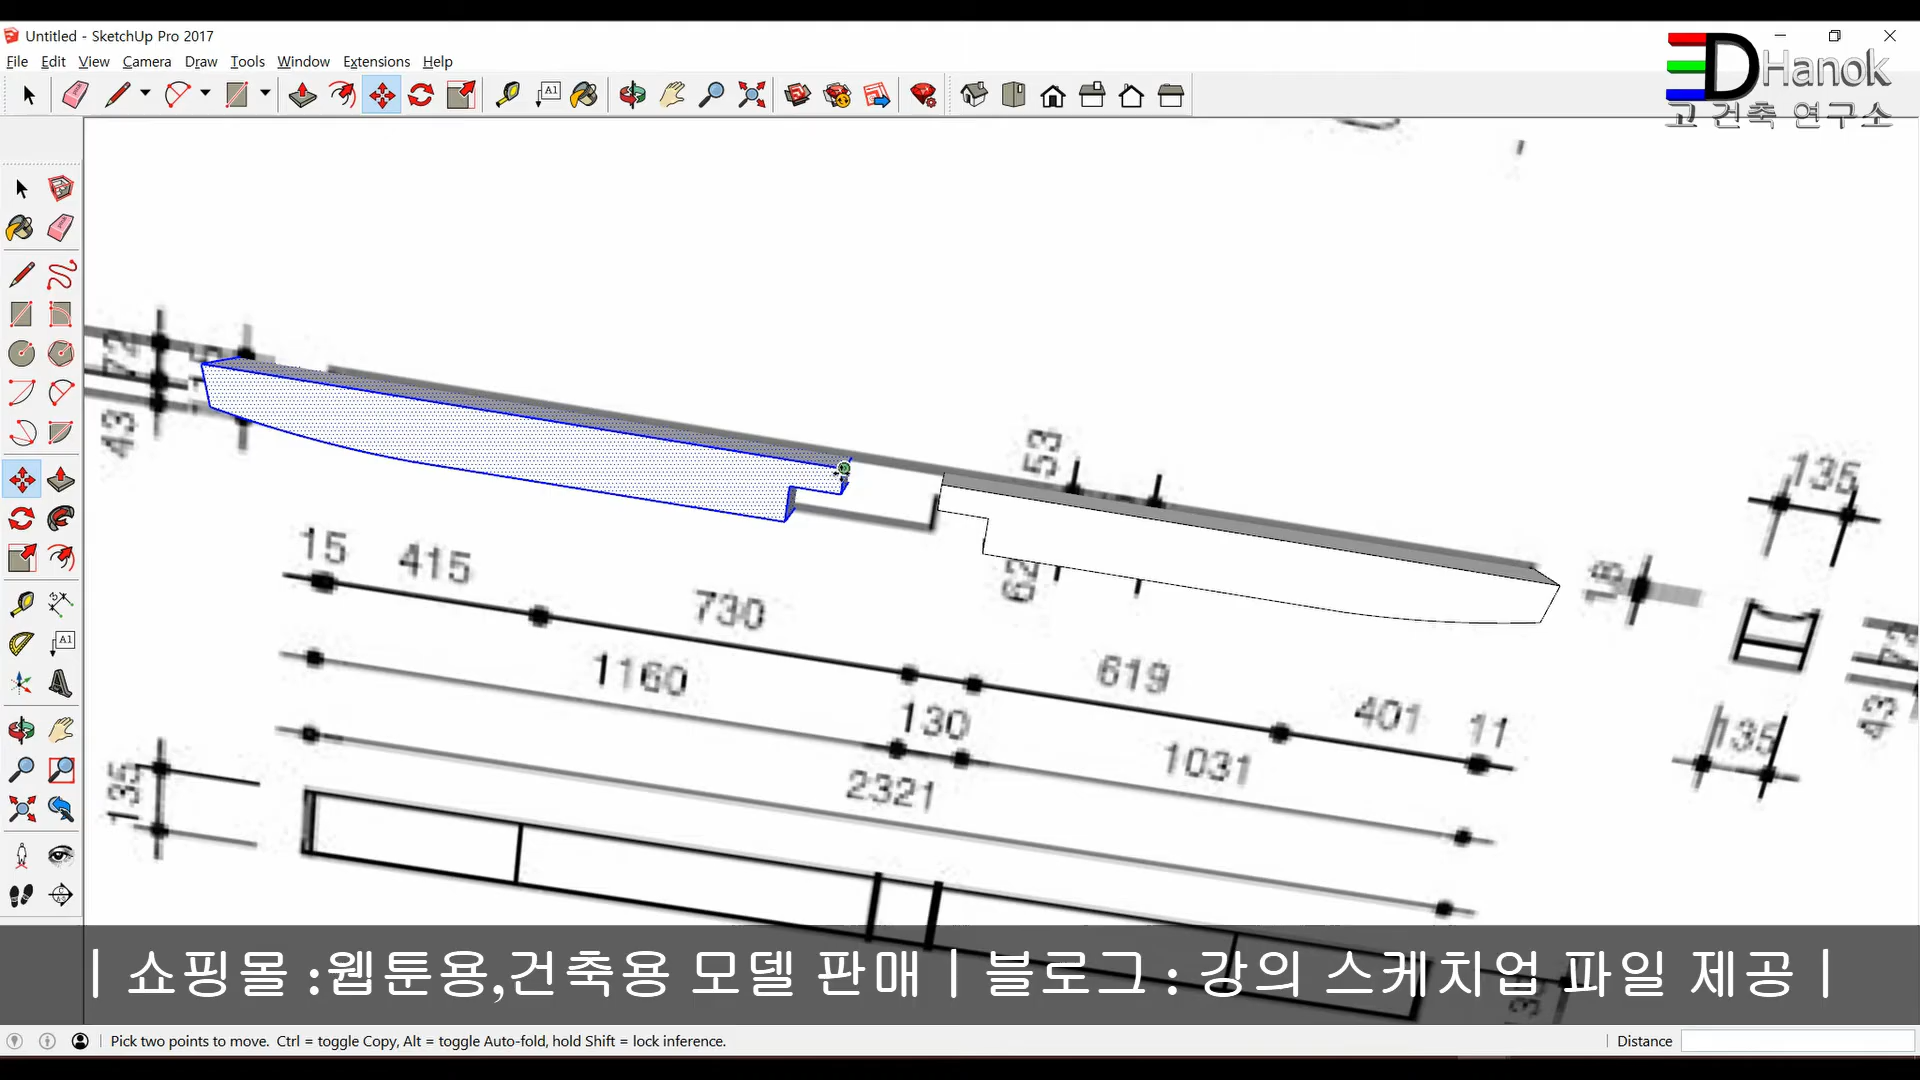 Untitled - SketchUp Pro 2017
File Edit View Camera Draw Tools Window Extensions Help
A1
DHanok
고 건축 연구소
A1
72
43
53
62
15 415
730
619
401 11
1160
130
1031
2321
135
135
18
73
43
135
| 쇼핑몰 :웹툰용,건축용 모델 판매 | 블로그 : 강의 스케치업 파일 제공 |
Pick two points to move. Ctrl = toggle Copy, Alt = toggle Auto-fold, hold Shift = lock inference.
Distance